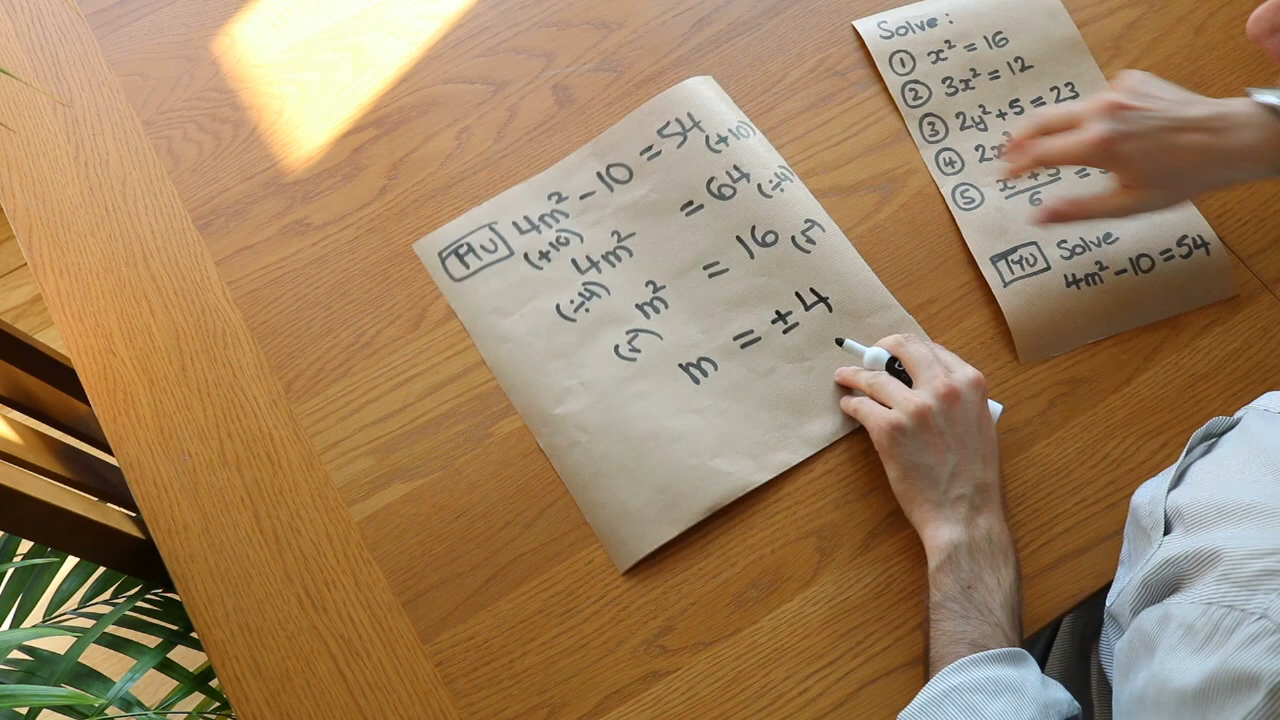 TYU 4m² - 10 = 54 (+10)
(+10) 4m² = 64 (÷4)
(÷4) m² = 16 (√)
(√) m = ±4
Solve:
① x² = 16
② 3x² = 12
③ 2y² + 5 = 23
④ 2x²
⑤ =
6
TYU Solve
4m² - 10 = 54